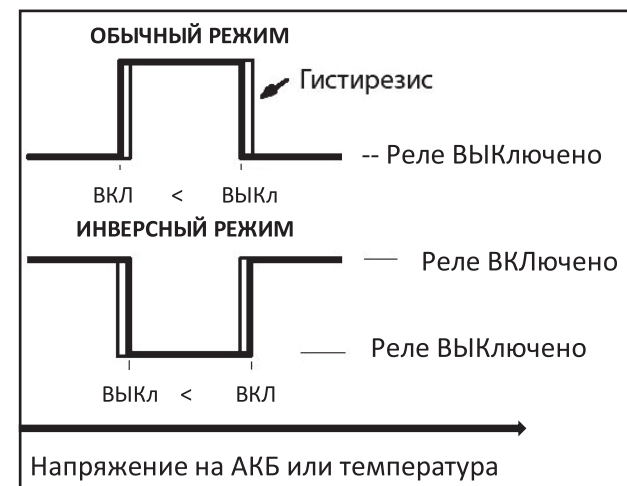 ОБЫЧНЫЙ РЕЖИМ
Гистирезис
-- Реле ВЫКлючено
ВКЛ < ВЫКл
ИНВЕРСНЫЙ РЕЖИМ
Реле ВКЛючено
Реле ВЫКлючено
ВЫКл < ВКЛ
Напряжение на АКБ или температура